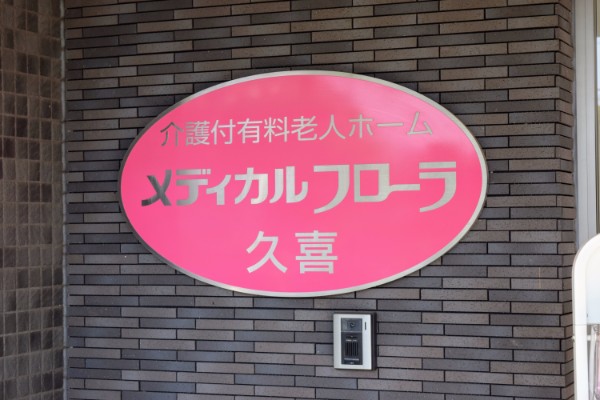 介護付有料老人ホーム
メディカルフローラ
久喜